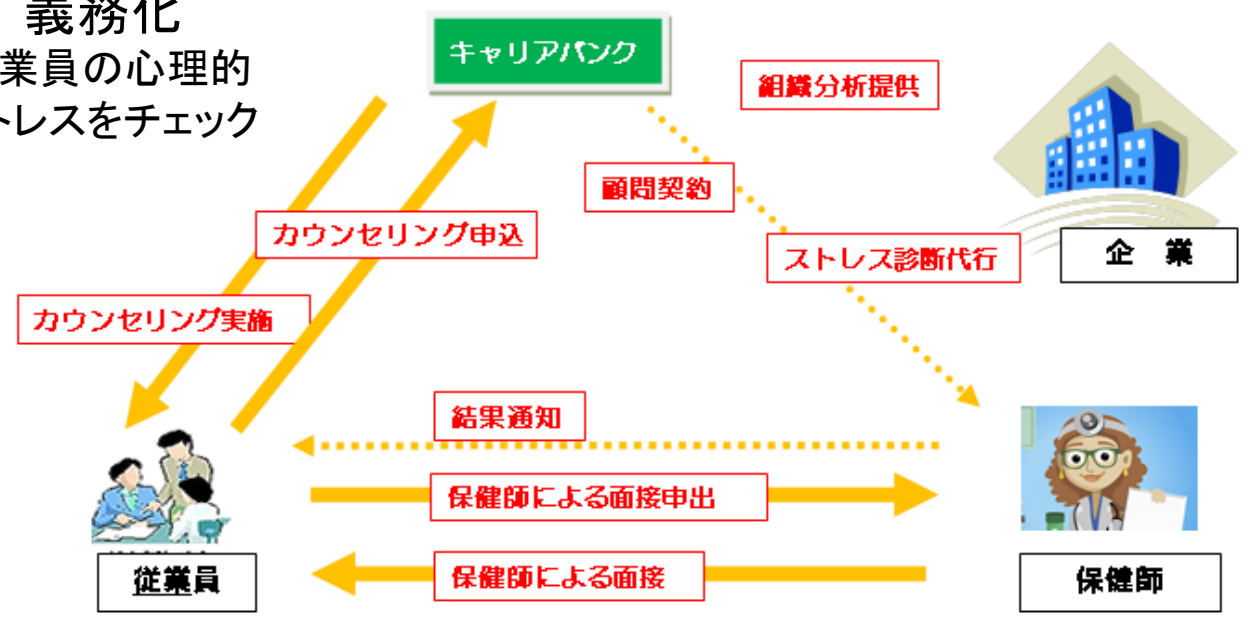 義務化
業員の心理的
トレスをチェック
キャリアバンク
組織分析提供
顧問契約
カウンセリング申込
ストレス診断代行
企　業
カウンセリング実施
結果通知
保健師による面接申出
従業員
保健師による面接
保健師